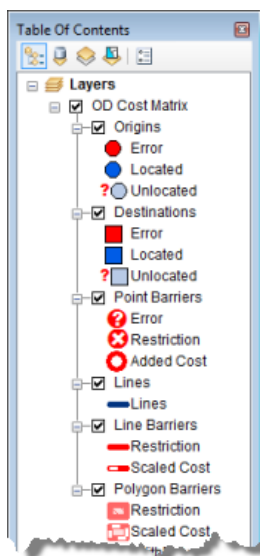 Table Of Contents
Layers
OD Cost Matrix
Origins
Error
Located
?Unlocated
Destinations
Error
Located
?Unlocated
Point Barriers
?Error
Restriction
Added Cost
Lines
Lines
Line Barriers
Restriction
Scaled Cost
Polygon Barriers
Restriction
Scaled Cost